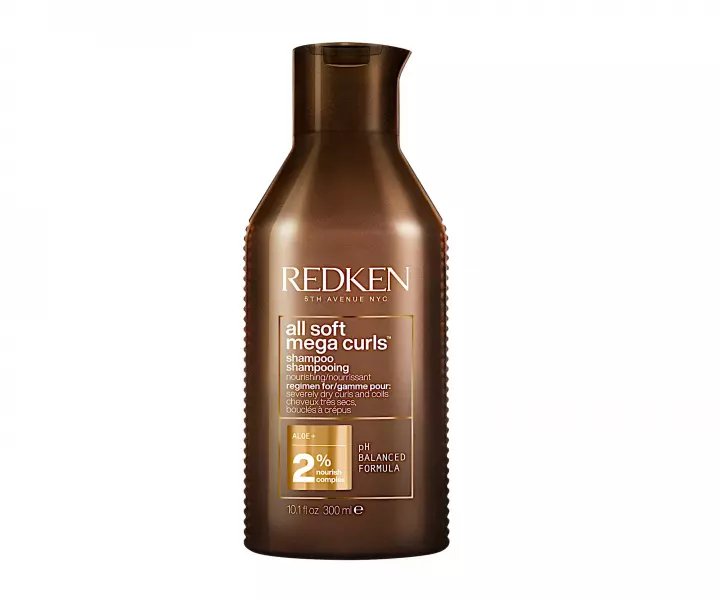 REDKEN
5TH AVENUE NYC
all soft
mega curls™
shampoo
shampooing
nourishing/nourrissant
regimen for/gamme pour:
severely dry curls and coils
cheveux très secs,
bouclés à crépus
ALOE+
2%
nourish
complex
pH
BALANCED
FORMULA
10.1 fl oz 300 ml e